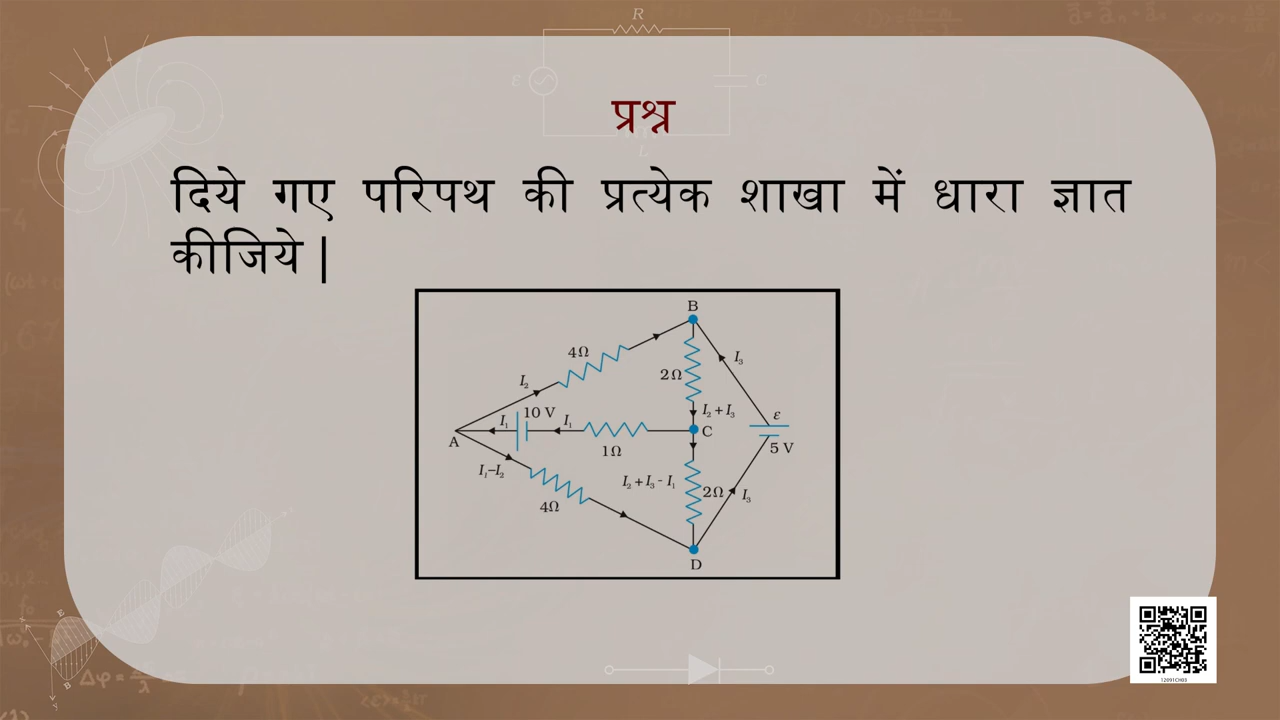 R
ε
C
L
प्रश्न
दिये गए परिपथ की प्रत्येक शाखा में धारा ज्ञात
कीजिये |
B
4Ω
I₃
2Ω
I₂
10 V
I₂ + I₃
ε
A
I₁
I₁
C
1Ω
5 V
I₁–I₂
I₂ + I₃ - I₁
2Ω
I₃
4Ω
D
12091CH03